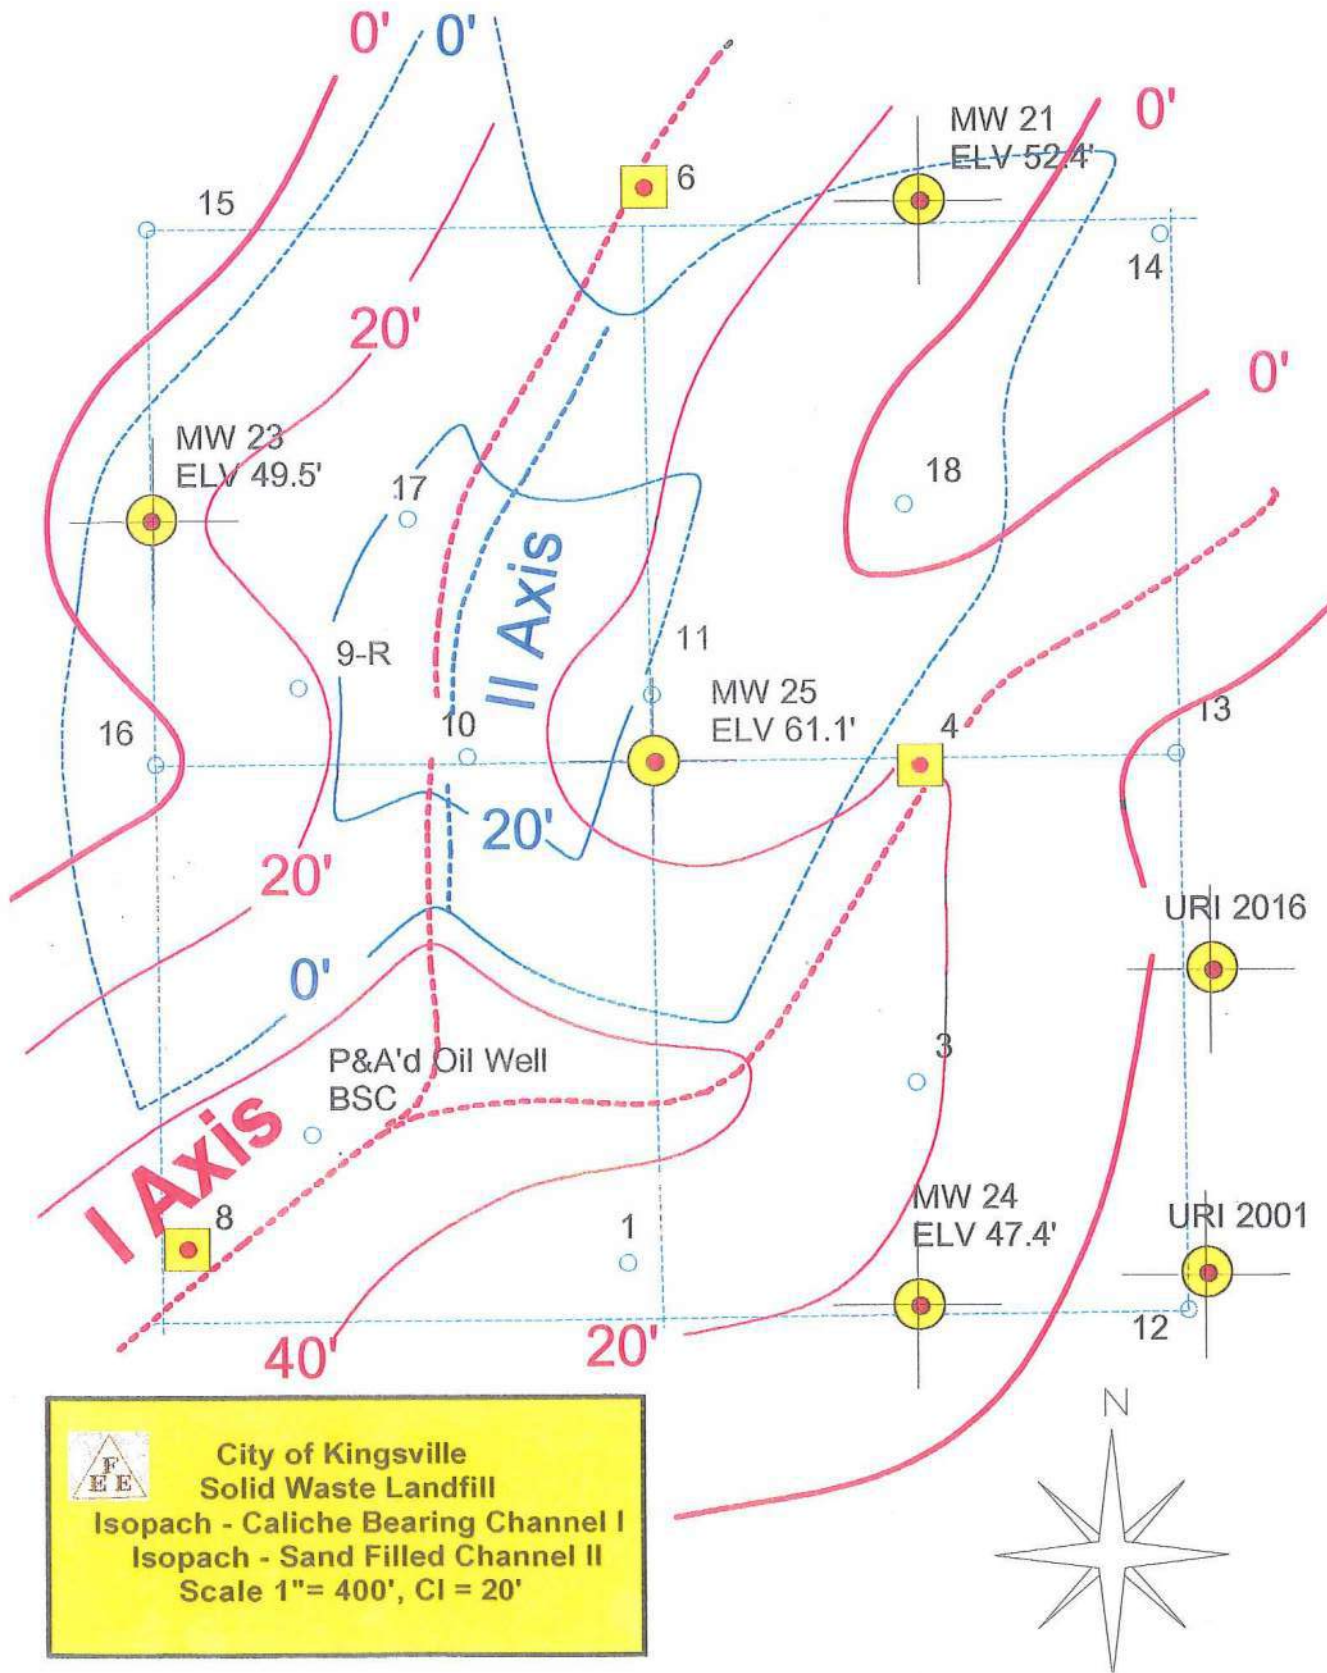 0'
0'
MW 21
ELV 52.4'
0'
6
15
14
20'
0'
MW 23
ELV 49.5'
17
18
II Axis
9-R
11
MW 25
ELV 61.1'
16
10
4
13
20'
20'
URI 2016
0'
3
P&A'd Oil Well
BSC
I Axis
8
1
MW 24
ELV 47.4'
URI 2001
12
40'
20'
N
F
E E
City of Kingsville
Solid Waste Landfill
Isopach - Caliche Bearing Channel I
Isopach - Sand Filled Channel II
Scale 1"= 400', CI = 20'